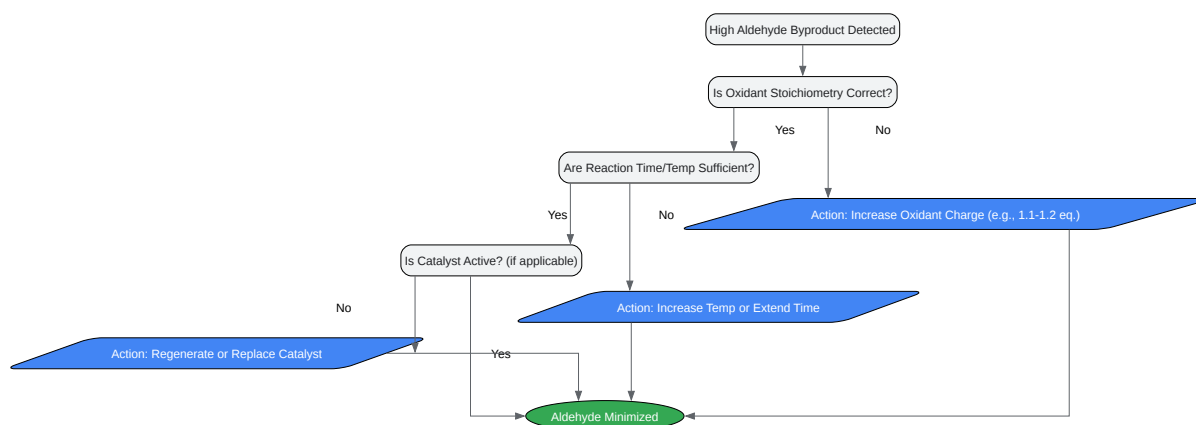 High Aldehyde Byproduct Detected
Is Oxidant Stoichiometry Correct?
Yes
No
Are Reaction Time/Temp Sufficient?
Yes
No
Action: Increase Oxidant Charge (e.g., 1.1-1.2 eq.)
Is Catalyst Active? (if applicable)
No
Action: Increase Temp or Extend Time
Action: Regenerate or Replace Catalyst
Yes
Aldehyde Minimized